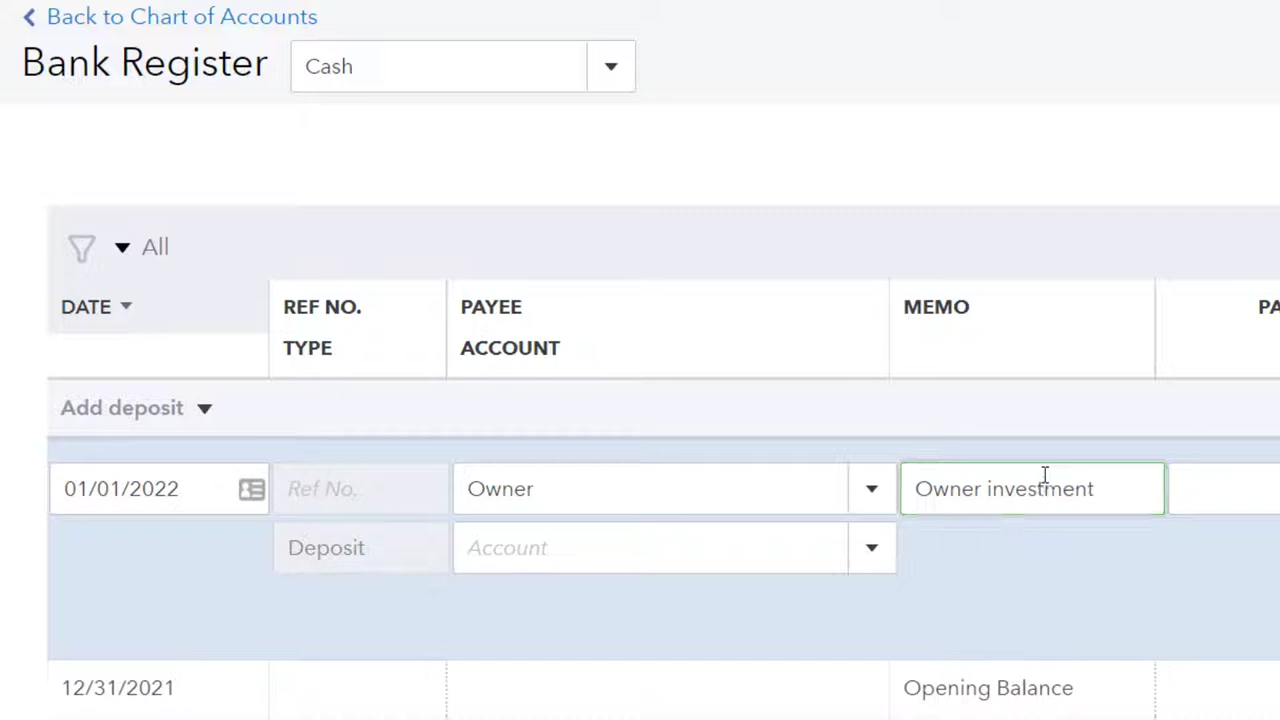 Back to Chart of Accounts
Bank Register
Cash
All
DATE
REF NO.
PAYEE
MEMO
TYPE
ACCOUNT
Add deposit
01/01/2022
Ref No.
Owner
Owner investment
Deposit
Account
12/31/2021
Opening Balance